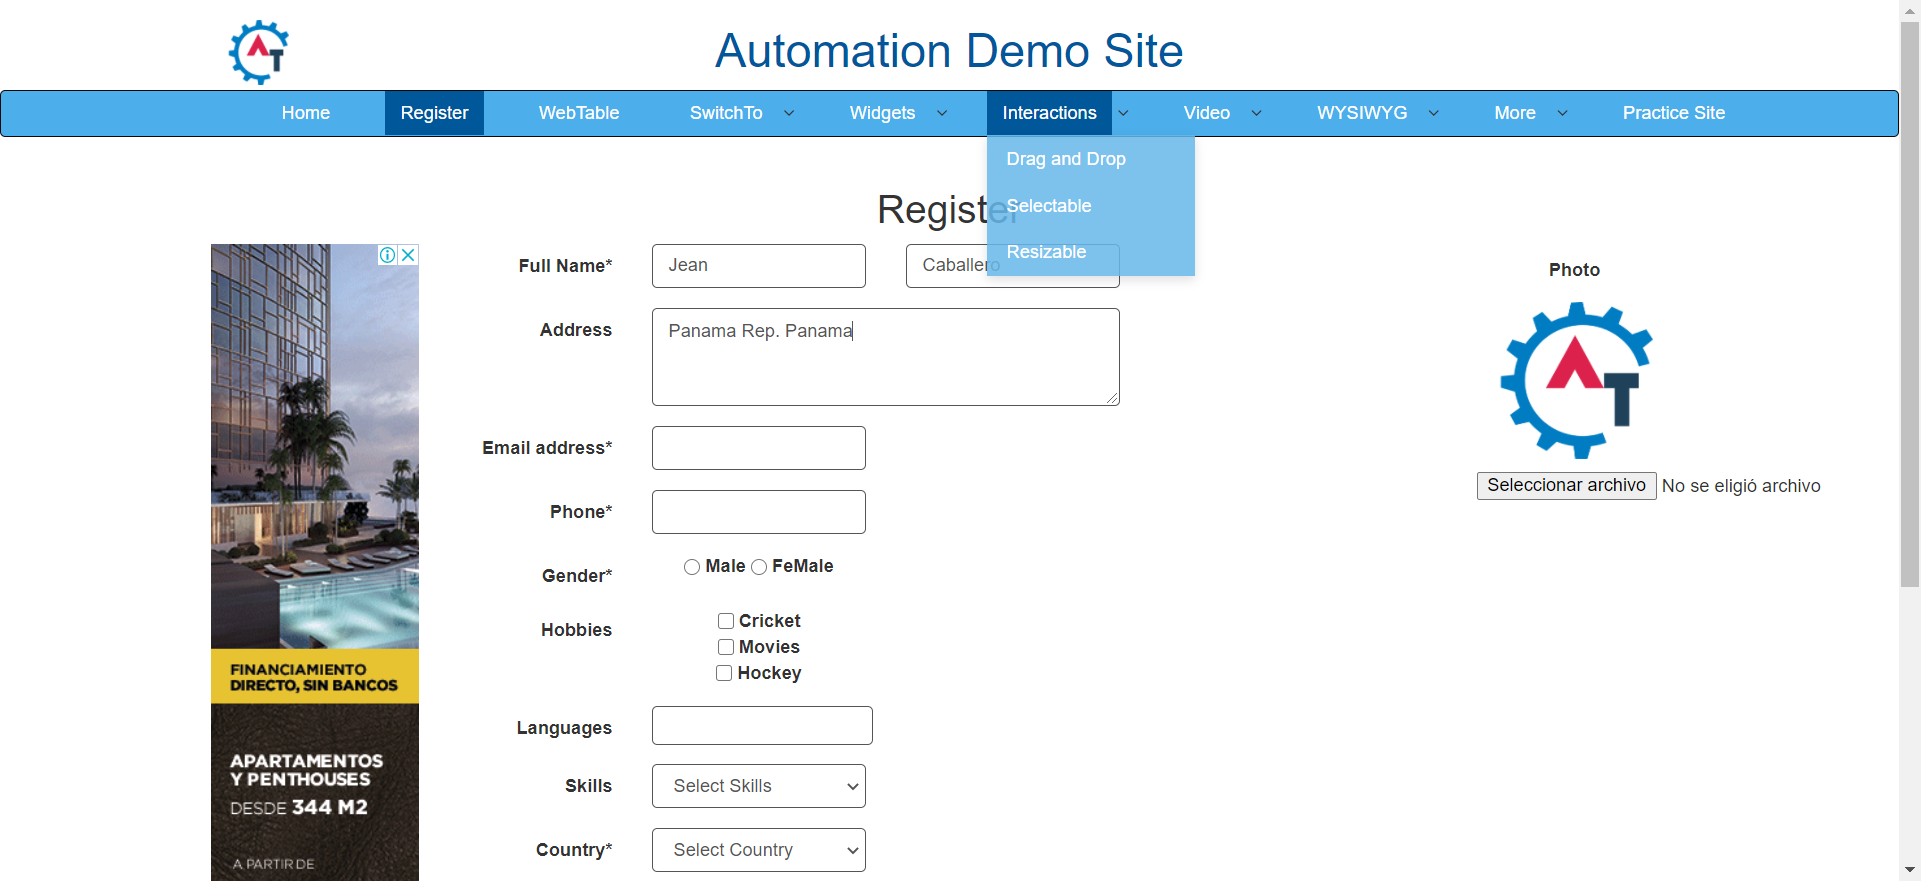 AT
Automation Demo Site
Home Register WebTable SwitchTo Widgets Interactions Video WYSIWYG More Practice Site
Drag and Drop
Selectable
Resizable
Register
Full Name* Jean Caballero
Address Panama Rep. Panama
Email address*
Phone*
Gender* Male FeMale
Hobbies Cricket
Movies
Hockey
Languages
Skills Select Skills
Country* Select Country
Photo
AT
Seleccionar archivo No se eligió archivo
FINANCIAMIENTO
DIRECTO, SIN BANCOS
APARTAMENTOS
Y PENTHOUSES
DESDE 344 M2
A PARTIR DE